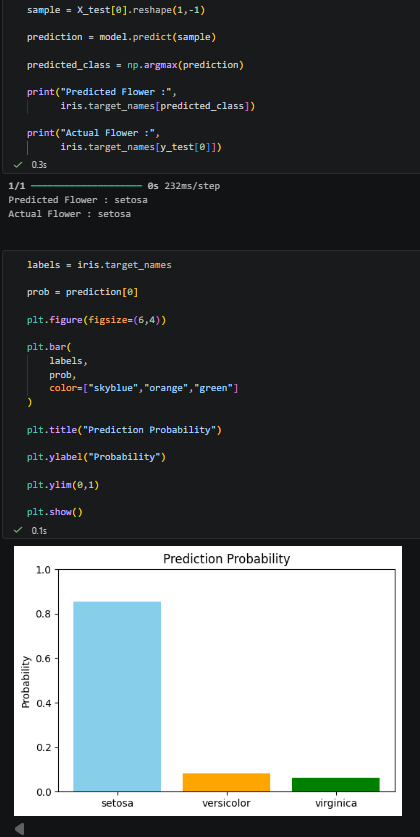 sample = X_test[0].reshape(1,-1)
prediction = model.predict(sample)
predicted_class = np.argmax(prediction)
print("Predicted Flower :",
iris.target_names[predicted_class])
print("Actual Flower :",
iris.target_names[y_test[0]])
0.3s
1/1 0s 232ms/step
Predicted Flower : setosa
Actual Flower : setosa
labels = iris.target_names
prob = prediction[0]
plt.figure(figsize=(6,4))
plt.bar(
labels,
prob,
color=["skyblue","orange","green"]
)
plt.title("Prediction Probability")
plt.ylabel("Probability")
plt.ylim(0,1)
plt.show()
0.1s
Prediction Probability
1.0
0.8
0.6
0.4
0.2
0.0
Probability
setosa versicolor virginica